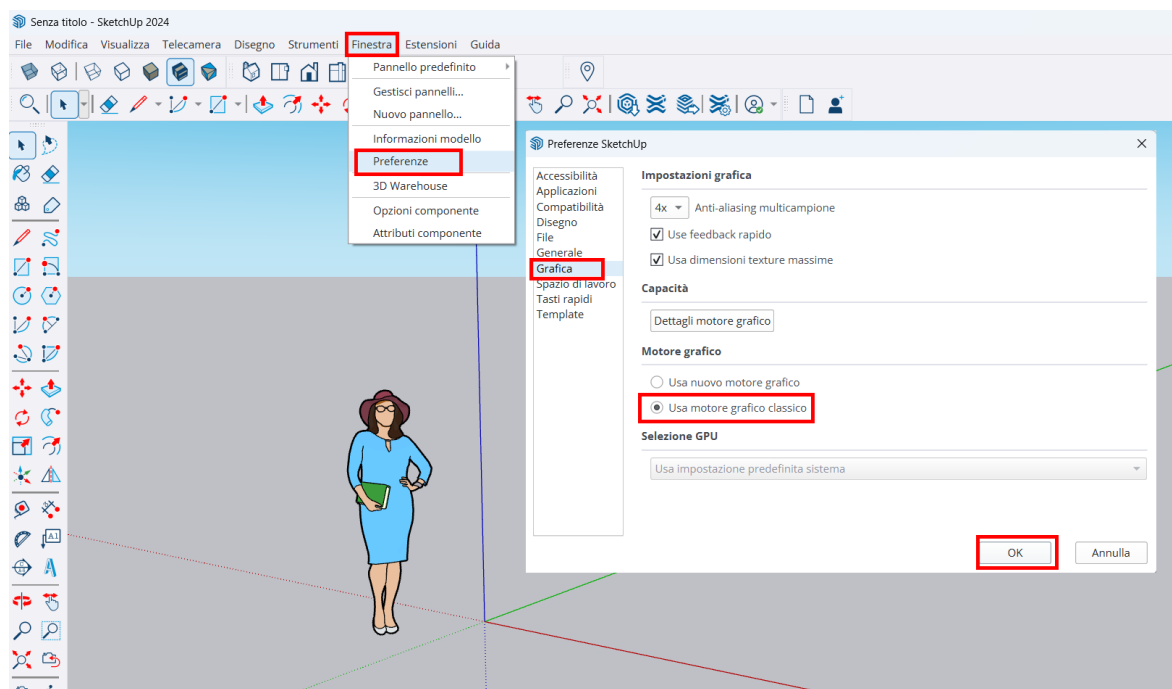 Senza titolo - SketchUp 2024
File Modifica Visualizza Telecamera Disegno Strumenti Finestra Estensioni Guida
Pannello predefinito
Gestisci pannelli...
Nuovo pannello...
Informazioni modello
Preferenze
3D Warehouse
Opzioni componente
Attributi componente
Preferenze SketchUp
Accessibilità
Applicazioni
Compatibilità
Disegno
File
Generale
Grafica
Spazio di lavoro
Tasti rapidi
Template
Impostazioni grafica
4x Anti-aliasing multicampione
Use feedback rapido
Usa dimensioni texture massime
Capacità
Dettagli motore grafico
Motore grafico
Usa nuovo motore grafico
Usa motore grafico classico
Selezione GPU
Usa impostazione predefinita sistema
OK Annulla